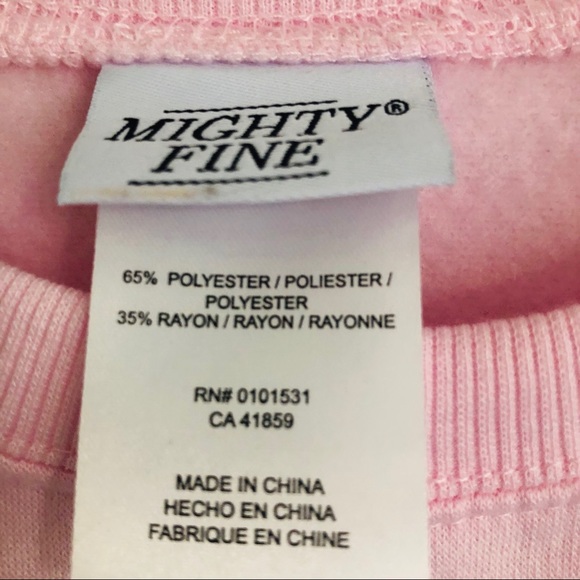 MIGHTY®
FINE
65% POLYESTER / POLIESTER /
POLYESTER
35% RAYON / RAYON / RAYONNE
RN# 0101531
CA 41859
MADE IN CHINA
HECHO EN CHINA
FABRIQUE EN CHINE